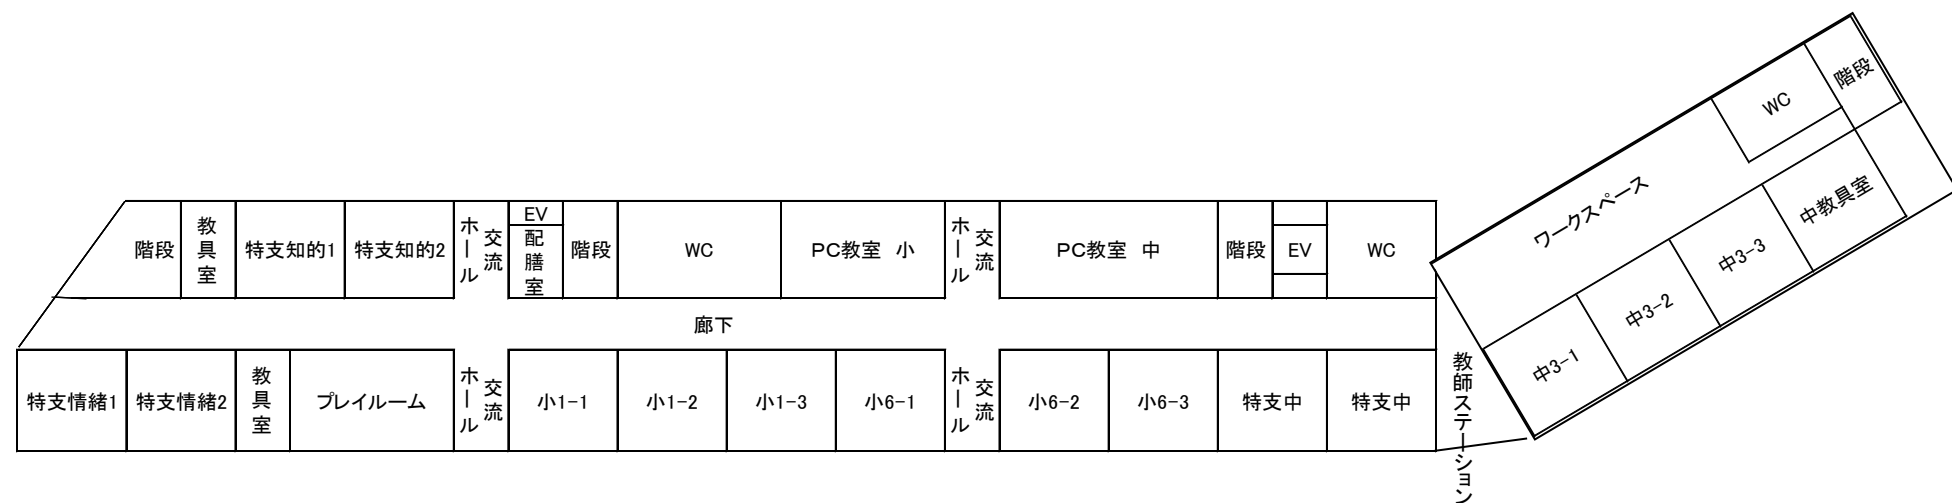 階段
教具室
特支知的1
特支知的2
交流ホール
EV
配膳室
階段
WC
PC教室 小
交流ホール
PC教室 中
階段
EV
WC
廊下
特支情緒1
特支情緒2
教具室
プレイルーム
交流ホール
小1-1
小1-2
小1-3
小6-1
交流ホール
小6-2
小6-3
特支中
特支中
教師ステーション
ワークスペース
WC
階段
中3-1
中3-2
中3-3
中教具室